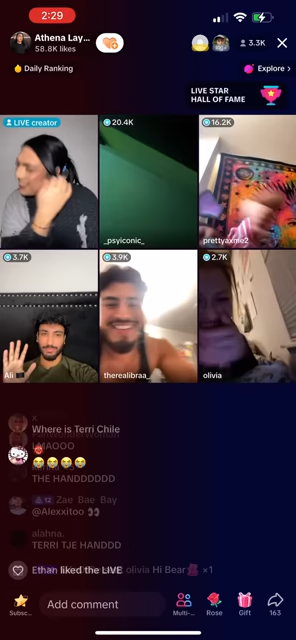 2:29
Athena Lay...
58.8K likes
3.3K
Daily Ranking
Explore >
LIVE STAR
HALL OF FAME
LIVE creator
20.4K
16.2K
_psyiconic_
prettyaxme2
3.7K
3.9K
2.7K
Ali
therealibraa_
olivia
Where is Terri Chile
LMAOOO
😭😭😭😭
THE HANDDDDDD
12 Zae Bae Bay
@Alexxitoo 👀
alahna.
TERRI TJE HANDDD
Ethan liked the LIVE
olivia Hi Bear
×1
Subsc...
Add comment
Multi-...
Rose
Gift
163